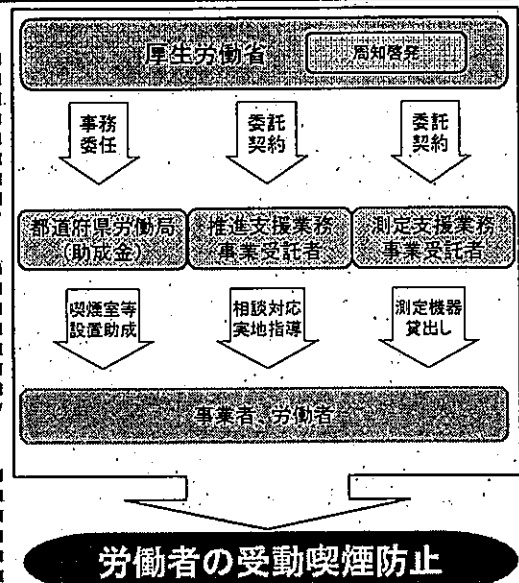 厚生労働省
周知啓発
事務
委任
委託
契約
委託
契約
都道府県労働局
(助成金)
推進支援業務
事業受託者
測定支援業務
事業受託者
喫煙室等
設置助成
相談対応
実地指導
測定機器
貸出し
事業者、労働者
労働者の受動喫煙防止